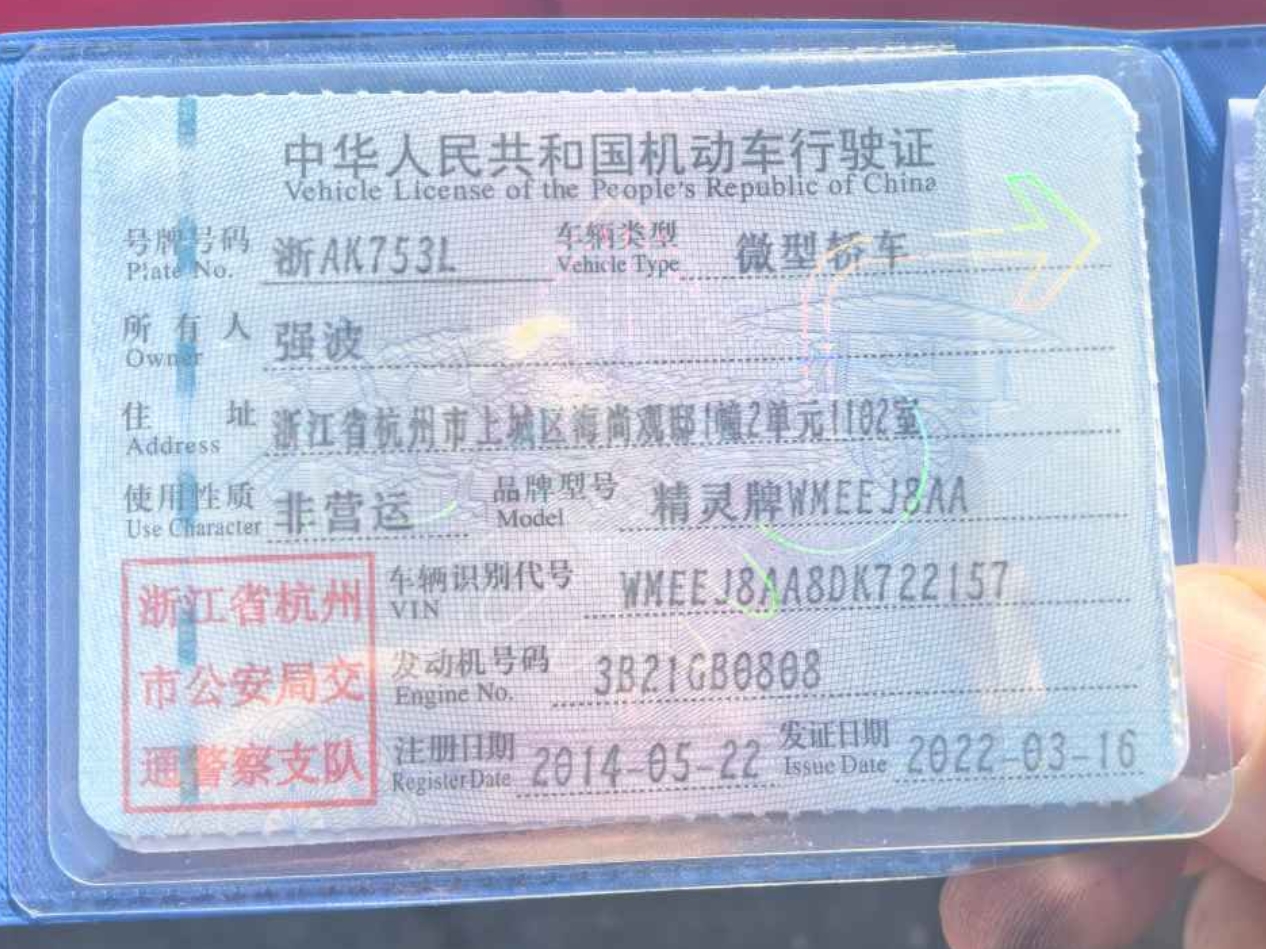 中华人民共和国机动车行驶证
Vehicle License of the People's Republic of China
号牌号码 浙AK753L 车辆类型 微型轿车
Plate No. Vehicle Type
所有人 强波
Owner
住址 浙江省杭州市上城区海尚观邸1幢2单元1102室
Address
使用性质 非营运 品牌型号 精灵牌WMEEJ8AA
Use Character Model
浙江省杭州
市公安局交
通警察支队
车辆识别代号 WMEEJ8AA8DK722157
VIN
发动机号码 3B21GB0808
Engine No.
注册日期 2014-05-22 发证日期 2022-03-16
Register Date Issue Date